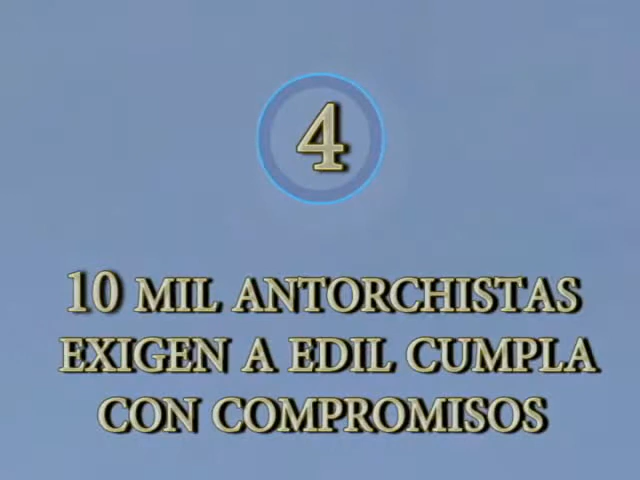 4
10 MIL ANTORCHISTAS
EXIGEN A EDIL CUMPLA
CON COMPROMISOS